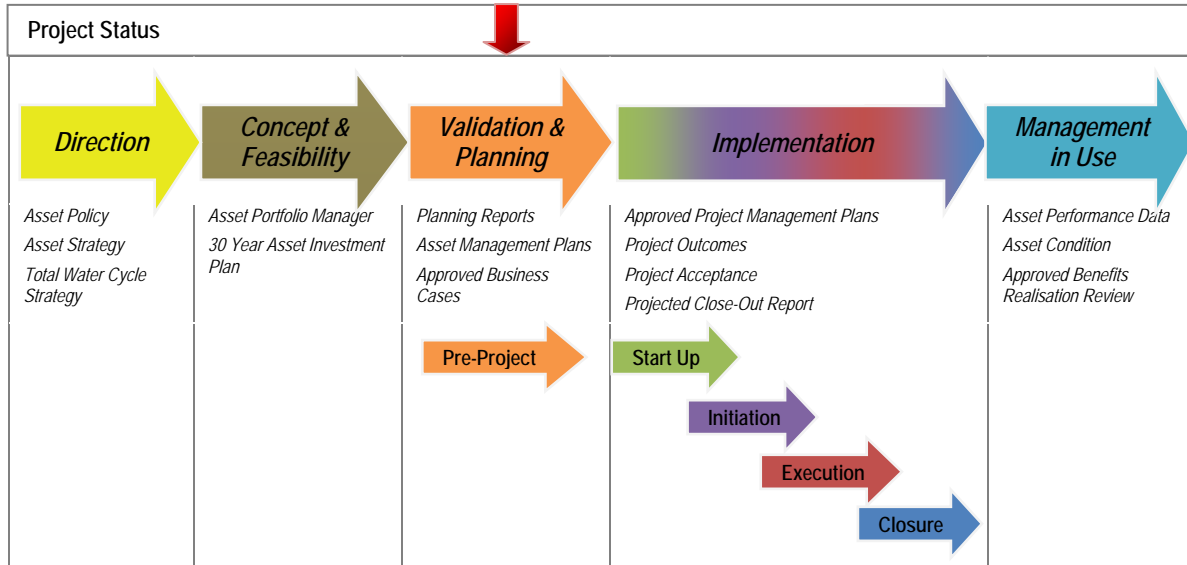 Project Status
Direction
Concept &
Feasibility
Validation &
Planning
Implementation
Management
in Use
Asset Policy
Asset Strategy
Total Water Cycle
Strategy
Asset Portfolio Manager
30 Year Asset Investment
Plan
Planning Reports
Asset Management Plans
Approved Business
Cases
Approved Project Management Plans
Project Outcomes
Project Acceptance
Projected Close-Out Report
Asset Performance Data
Asset Condition
Approved Benefits
Realisation Review
Pre-Project
Start Up
Initiation
Execution
Closure